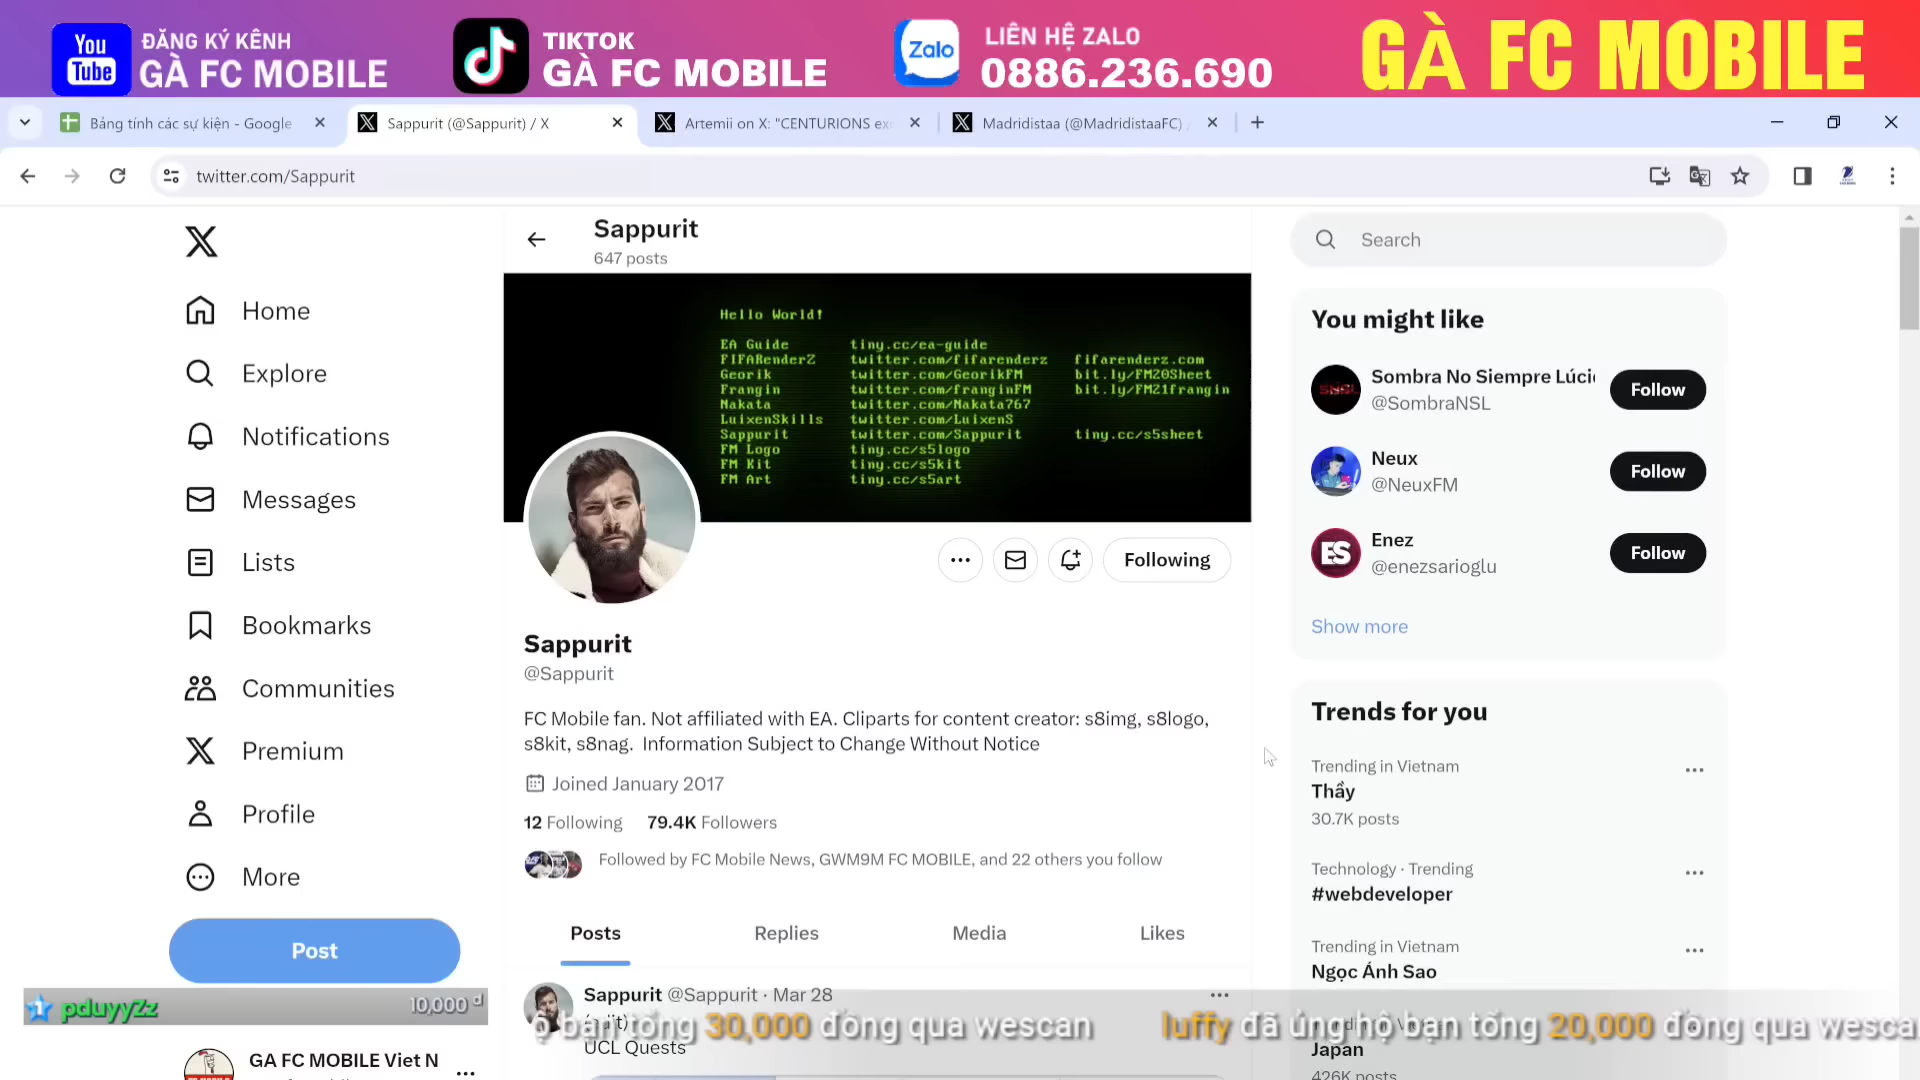 You
Tube
ĐĂNG KÝ KÊNH
GÀ FC MOBILE
TIKTOK
GÀ FC MOBILE
Zalo
LIÊN HỆ ZALO
0886.236.690
GÀ FC MOBILE
Bảng tính các sự kiện - Google
Sappurit (@Sappurit) / X
Artemii on X: "CENTURIONS ex
Madridistaa (@MadridistaaFC)
twitter.com/Sappurit
Home
Explore
Notifications
Messages
Lists
Bookmarks
Communities
Premium
Profile
More
Post
pduyyZz
10,000 đ
GA FC MOBILE Viet N
Sappurit
647 posts
Hello World!
EA Guide tiny.cc/ea-guide
FIFARenderZ twitter.com/fifarenderz fifarenderz.com
Georik twitter.com/GeorikFM bit.ly/FM20Sheet
Frangin twitter.com/franginFM bit.ly/FM21frangin
Nakata twitter.com/Nakata767
LuixenSkills twitter.com/LuixenS
Sappurit twitter.com/Sappurit tiny.cc/s5sheet
FM Logo tiny.cc/s5logo
FM Kit tiny.cc/s5kit
FM Art tiny.cc/s5art
Following
Sappurit
@Sappurit
FC Mobile fan. Not affiliated with EA. Cliparts for content creator: s8img, s8logo,
s8kit, s8nag. Information Subject to Change Without Notice
Joined January 2017
12 Following 79.4K Followers
Followed by FC Mobile News, GWM9M FC MOBILE, and 22 others you follow
Posts
Replies
Media
Likes
Sappurit @Sappurit · Mar 28
UCL Quests
Search
You might like
Sombra No Siempre Lúci
@SombraNSL
Follow
Neux
@NeuxFM
Follow
ES
Enez
@enezsarioglu
Follow
Show more
Trends for you
Trending in Vietnam
Thầy
30.7K posts
Technology · Trending
#webdeveloper
Trending in Vietnam
Ngọc Ánh Sao
Japan
426K posts
bạn tổng 30,000 đồng qua wescan luffy đã ủng hộ bạn tổng 20,000 đồng qua wesca